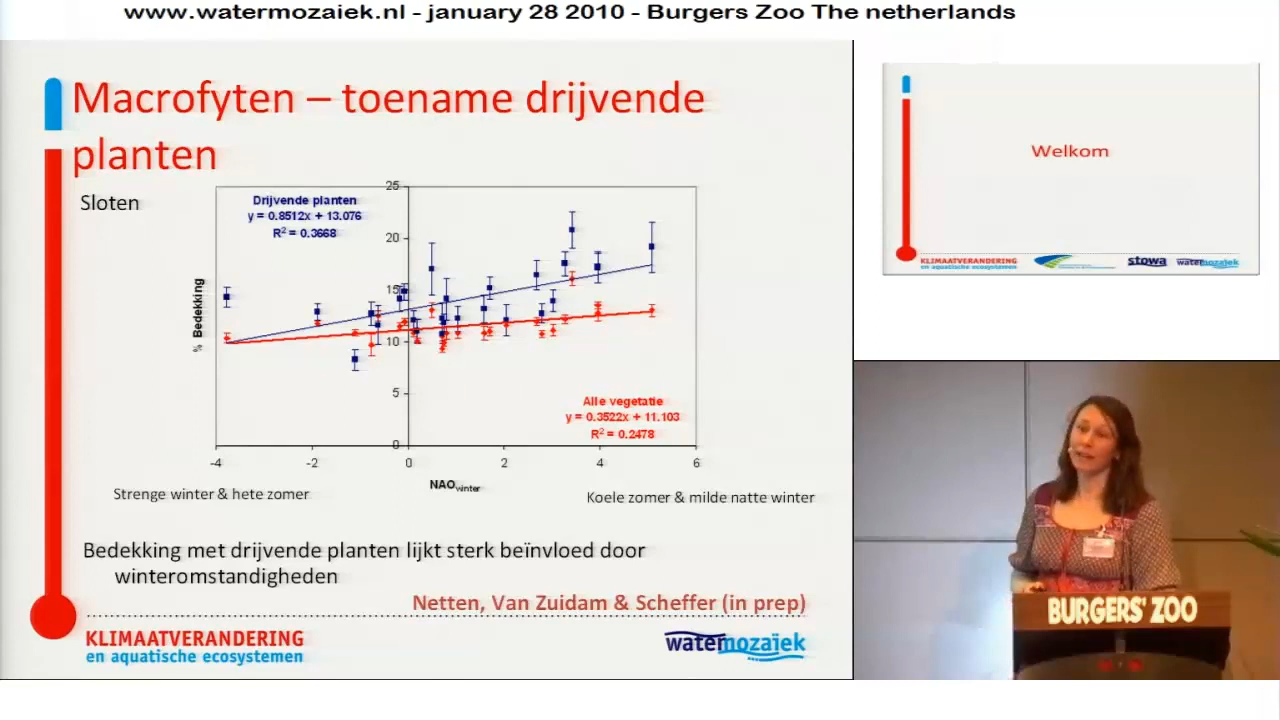 www.watermozaiek.nl - january 28 2010 - Burgers Zoo The netherlands
Macrofyten – toename drijvende
planten
Sloten
Drijvende planten
y = 0.8512x + 13.076
R² = 0.3668
25
20
15
10
5
0
% Bedekking
Alle vegetatie
y = 0.3522x + 11.103
R² = 0.2478
-4 -2 0 2 4 6
NAOwinter
Strenge winter & hete zomer
Koele zomer & milde natte winter
Bedekking met drijvende planten lijkt sterk beïnvloed door
winteromstandigheden
Netten, Van Zuidam & Scheffer (in prep)
KLIMAATVERANDERING
en aquatische ecosystemen
watermozaïek
Welkom
KLIMAATVERANDERING
en aquatische ecosystemen
stowa
watermozaïek
BURGERS' ZOO